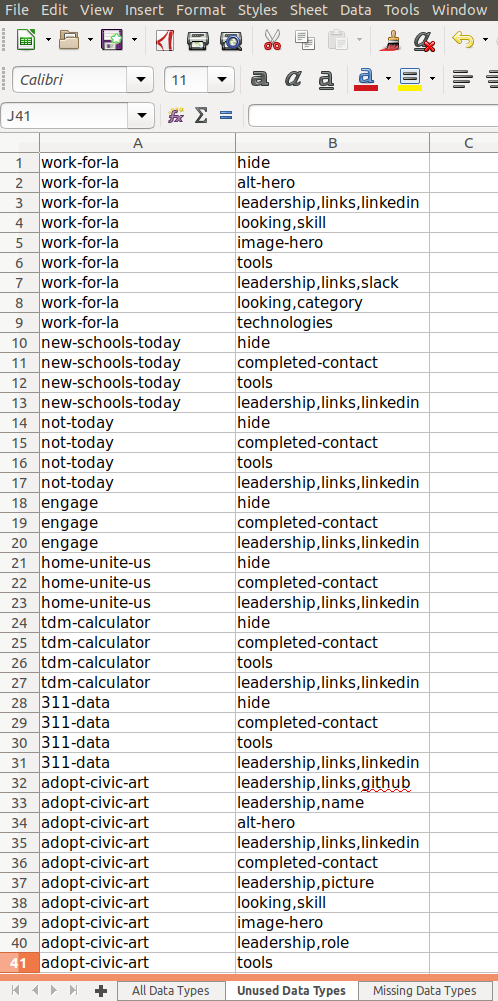 File Edit View Insert Format Styles Sheet Data Tools Window
Calibri 11 a a a a
J41 fx Σ =
A B C
1 work-for-la hide
2 work-for-la alt-hero
3 work-for-la leadership,links,linkedin
4 work-for-la looking,skill
5 work-for-la image-hero
6 work-for-la tools
7 work-for-la leadership,links,slack
8 work-for-la looking,category
9 work-for-la technologies
10 new-schools-today hide
11 new-schools-today completed-contact
12 new-schools-today tools
13 new-schools-today leadership,links,linkedin
14 not-today hide
15 not-today completed-contact
16 not-today tools
17 not-today leadership,links,linkedin
18 engage hide
19 engage completed-contact
20 engage leadership,links,linkedin
21 home-unite-us hide
22 home-unite-us completed-contact
23 home-unite-us leadership,links,linkedin
24 tdm-calculator hide
25 tdm-calculator completed-contact
26 tdm-calculator tools
27 tdm-calculator leadership,links,linkedin
28 311-data hide
29 311-data completed-contact
30 311-data tools
31 311-data leadership,links,linkedin
32 adopt-civic-art leadership,links,github
33 adopt-civic-art leadership,name
34 adopt-civic-art alt-hero
35 adopt-civic-art leadership,links,linkedin
36 adopt-civic-art completed-contact
37 adopt-civic-art leadership,picture
38 adopt-civic-art looking,skill
39 adopt-civic-art image-hero
40 adopt-civic-art leadership,role
41 adopt-civic-art tools
All Data Types Unused Data Types Missing Data Types